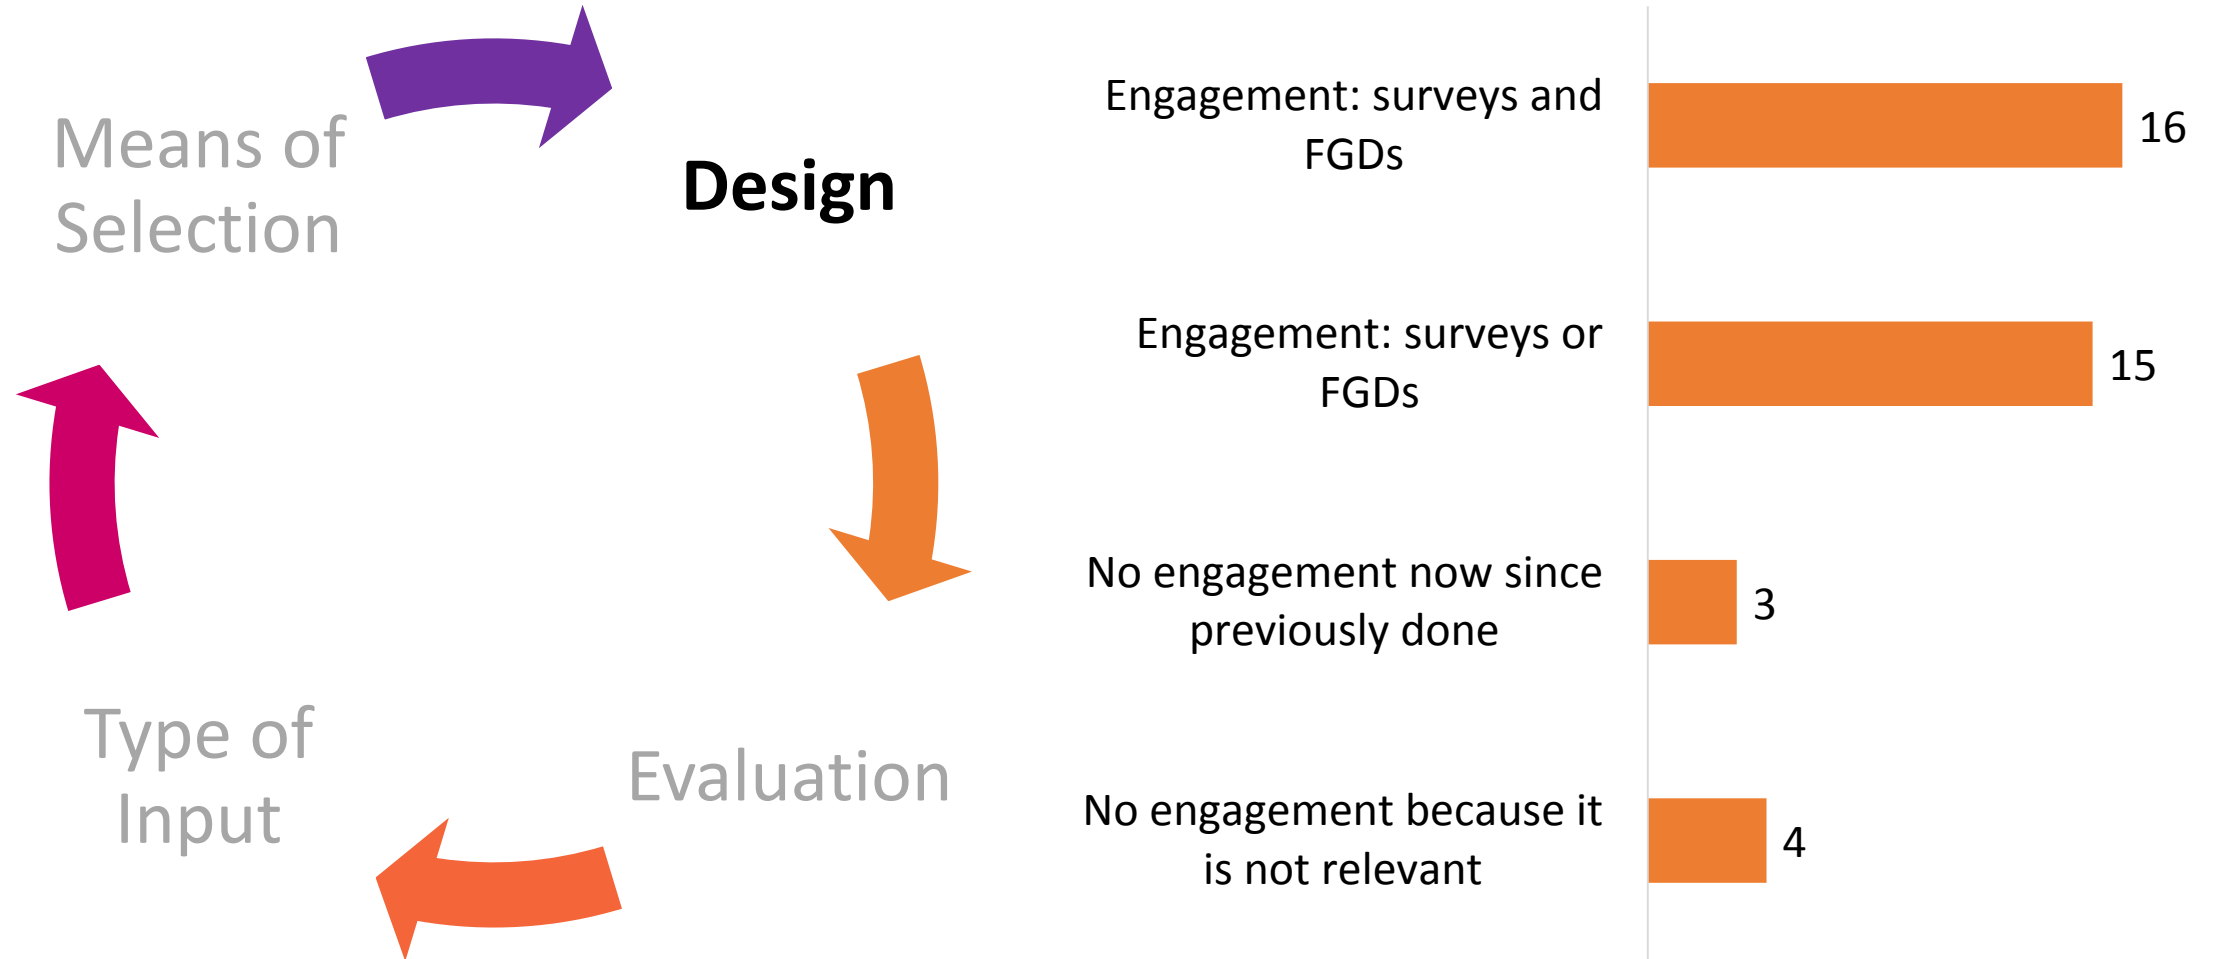 Means of
Selection
Design
Type of
Input
Evaluation
Engagement: surveys and
FGDs
16
Engagement: surveys or
FGDs
15
No engagement now since
previously done
3
No engagement because it
is not relevant
4